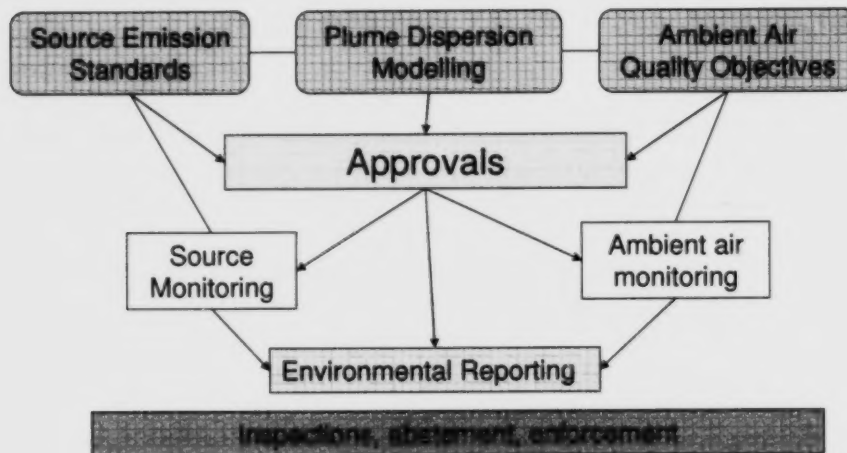 Source Emission
Standards
Plume Dispersion
Modelling
Ambient Air
Quality Objectives
Approvals
Source
Monitoring
Ambient air
monitoring
Environmental Reporting
Inspections, abatement, enforcement